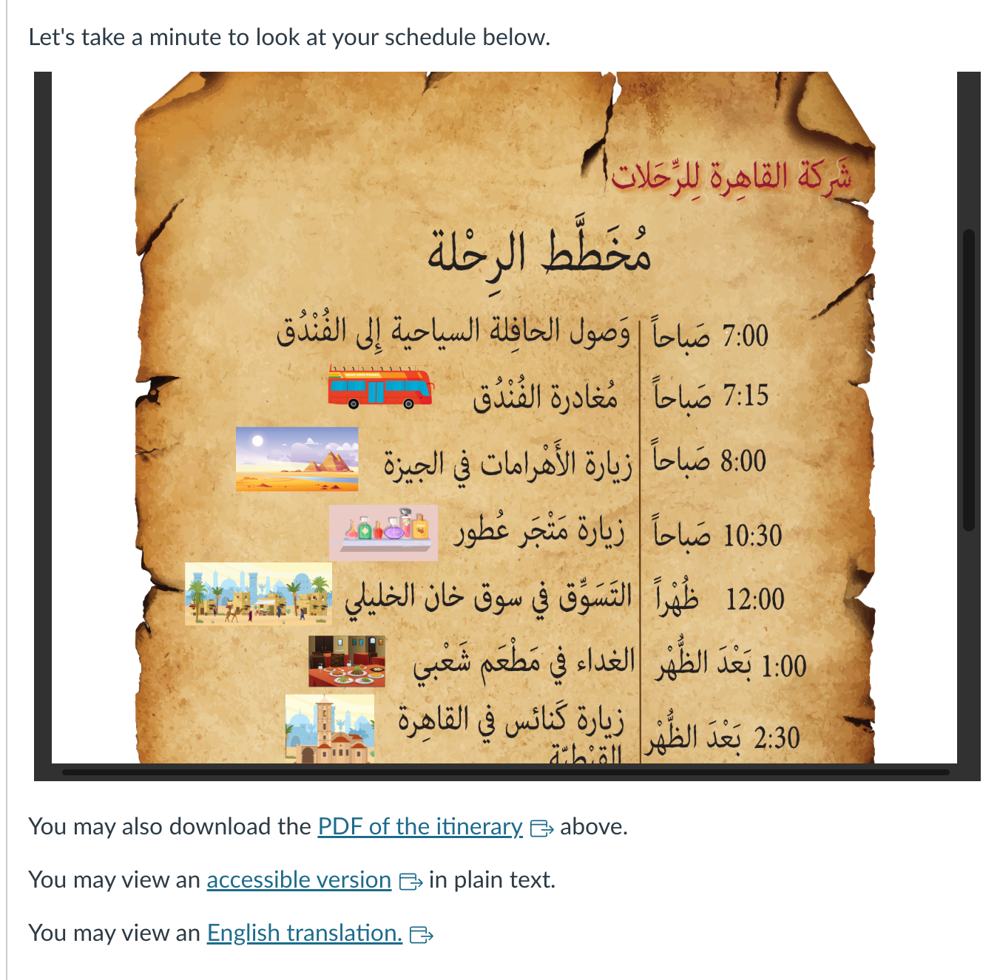 Let's take a minute to look at your schedule below.
شَركة القاهِرة لِلرِّحَلات
مُخَطَّط الرِحْلة
7:00 صَباحاً وَصول الحافِلة السياحية إِلى الفُنْدُق
7:15 صَباحاً مُغادرة الفُنْدُق
8:00 صَباحاً زيارة الأَهْرامات في الجيزة
10:30 صَباحاً زيارة مَتْجَر عُطور
12:00 ظُهْراً التَسَوِّق في سوق خان الخليلي
1:00 بَعْدَ الظُّهْر الغداء في مَطْعَم شَعْبي
2:30 بَعْدَ الظُّهْر زيارة كَنائس في القاهِرة
القِبْطيّة
You may also download the PDF of the itinerary above.
You may view an accessible version in plain text.
You may view an English translation.